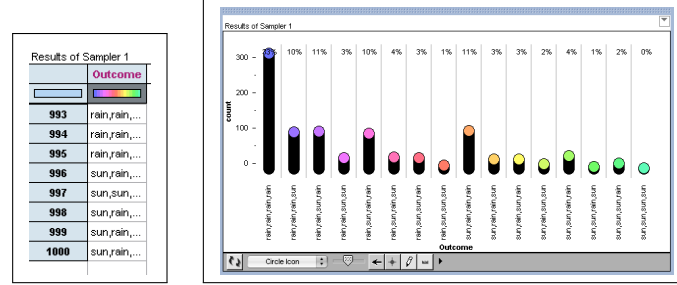 Results of Sampler 1
Outcome
993 rain,rain,...
994 rain,rain,...
995 rain,rain,...
996 sun,rain,...
997 sun,sun,...
998 sun,rain,...
999 sun,rain,...
1000 sun,rain,...
Results of Sampler 1
33% 10% 11% 3% 10% 4% 3% 1% 11% 3% 3% 2% 4% 1% 2% 0%
300
200
100
0
count
rain,rain,rain,rain
rain,rain,rain,sun
rain,rain,sun,rain
rain,rain,sun,sun
rain,sun,rain,rain
rain,sun,rain,sun
rain,sun,sun,rain
rain,sun,sun,sun
sun,rain,rain,rain
sun,rain,rain,sun
sun,rain,sun,rain
sun,rain,sun,sun
sun,sun,rain,rain
sun,sun,rain,sun
sun,sun,sun,rain
sun,sun,sun,sun
Outcome
Circle Icon